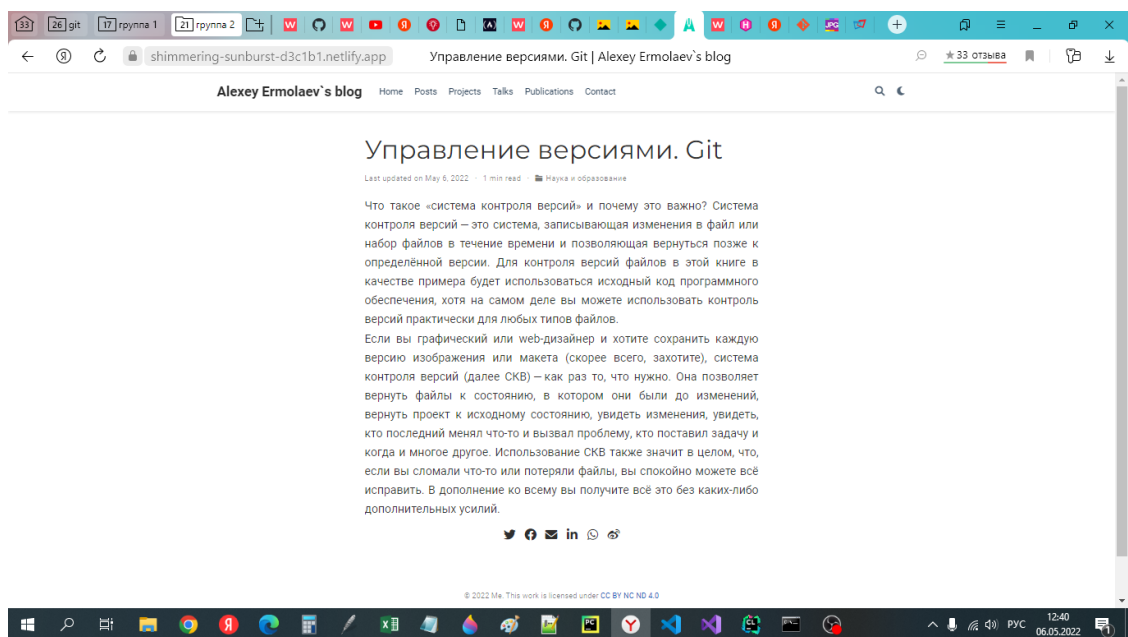 33 26 git 17 группа 1 21 группа 2
shimmering-sunburst-d3c1b1.netlify.app Управление версиями. Git | Alexey Ermolaev`s blog ★ 33 отзыва
Alexey Ermolaev`s blog Home Posts Projects Talks Publications Contact
Управление версиями. Git
Last updated on May 6, 2022 · 1 min read · Наука и образование
Что такое «система контроля версий» и почему это важно? Система
контроля версий — это система, записывающая изменения в файл или
набор файлов в течение времени и позволяющая вернуться позже к
определённой версии. Для контроля версий файлов в этой книге в
качестве примера будет использоваться исходный код программного
обеспечения, хотя на самом деле вы можете использовать контроль
версий практически для любых типов файлов.
Если вы графический или web-дизайнер и хотите сохранить каждую
версию изображения или макета (скорее всего, захотите), система
контроля версий (далее СКВ) — как раз то, что нужно. Она позволяет
вернуть файлы к состоянию, в котором они были до изменений,
вернуть проект к исходному состоянию, увидеть изменения, увидеть,
кто последний менял что-то и вызвал проблему, кто поставил задачу и
когда и многое другое. Использование СКВ также значит в целом, что,
если вы сломали что-то или потеряли файлы, вы спокойно можете всё
исправить. В дополнение ко всему вы получите всё это без каких-либо
дополнительных усилий.
© 2022 Me. This work is licensed under CC BY NC ND 4.0
РУС 12:40
06.05.2022